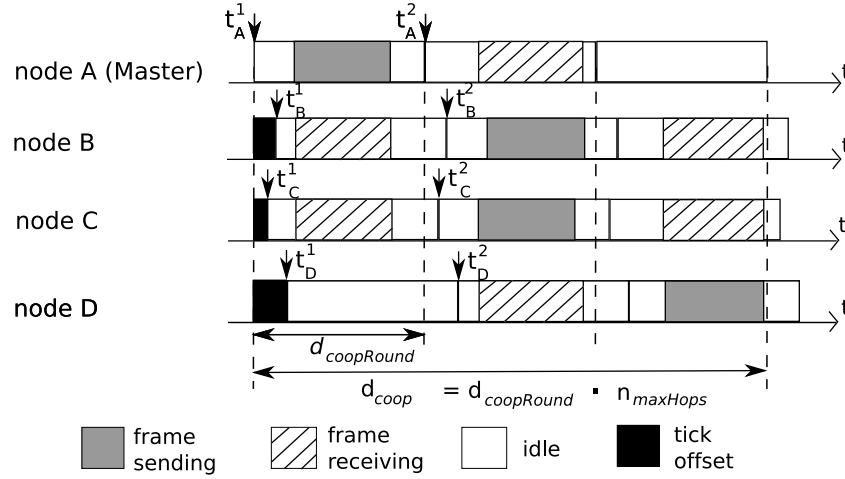 t_A^1 t_A^2
node A (Master) t
t_B^1 t_B^2
node B t
t_C^1 t_C^2
node C t
t_D^1 t_D^2
node D t
d_coopRound
d_coop = d_coopRound · n_maxHops
frame sending
frame receiving
idle
tick offset